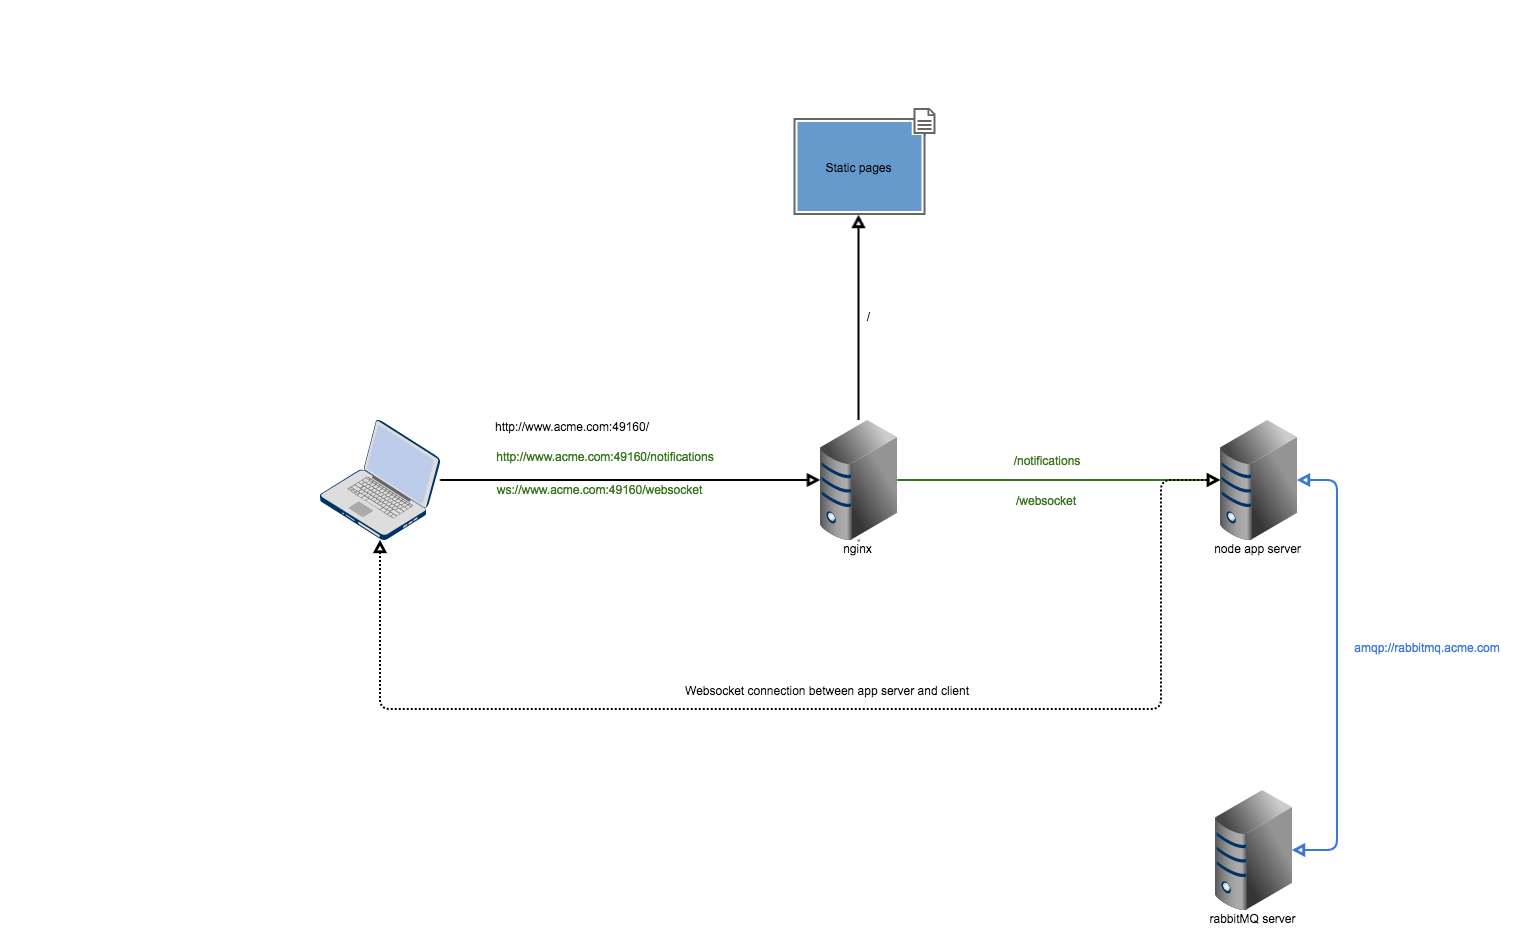 Static pages
/
http://www.acme.com:49160/
http://www.acme.com:49160/notifications
ws://www.acme.com:49160/websocket
/notifications
/websocket
nginx
node app server
amqp://rabbitmq.acme.com
Websocket connection between app server and client
rabbitMQ server